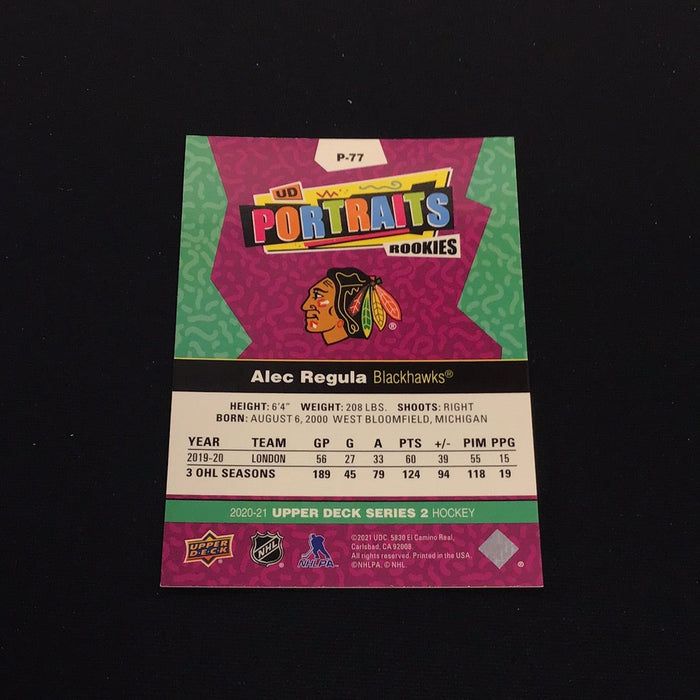 P-77
UD
PORTRAITS
ROOKIES
®
Alec Regula Blackhawks®
HEIGHT: 6'4" WEIGHT: 208 LBS. SHOOTS: RIGHT
BORN: AUGUST 6, 2000 WEST BLOOMFIELD, MICHIGAN
YEAR TEAM GP G A PTS +/- PIM PPG
2019-20 LONDON 56 27 33 60 39 55 15
3 OHL SEASONS 189 45 79 124 94 118 19
2020-21 UPPER DECK SERIES 2 HOCKEY
UPPER DECK
NHL ®
NHLPA
©2021 UDC. 5830 El Camino Real,
Carlsbad, CA 92008.
All rights reserved. Printed in the USA.
©NHLPA. © NHL
®